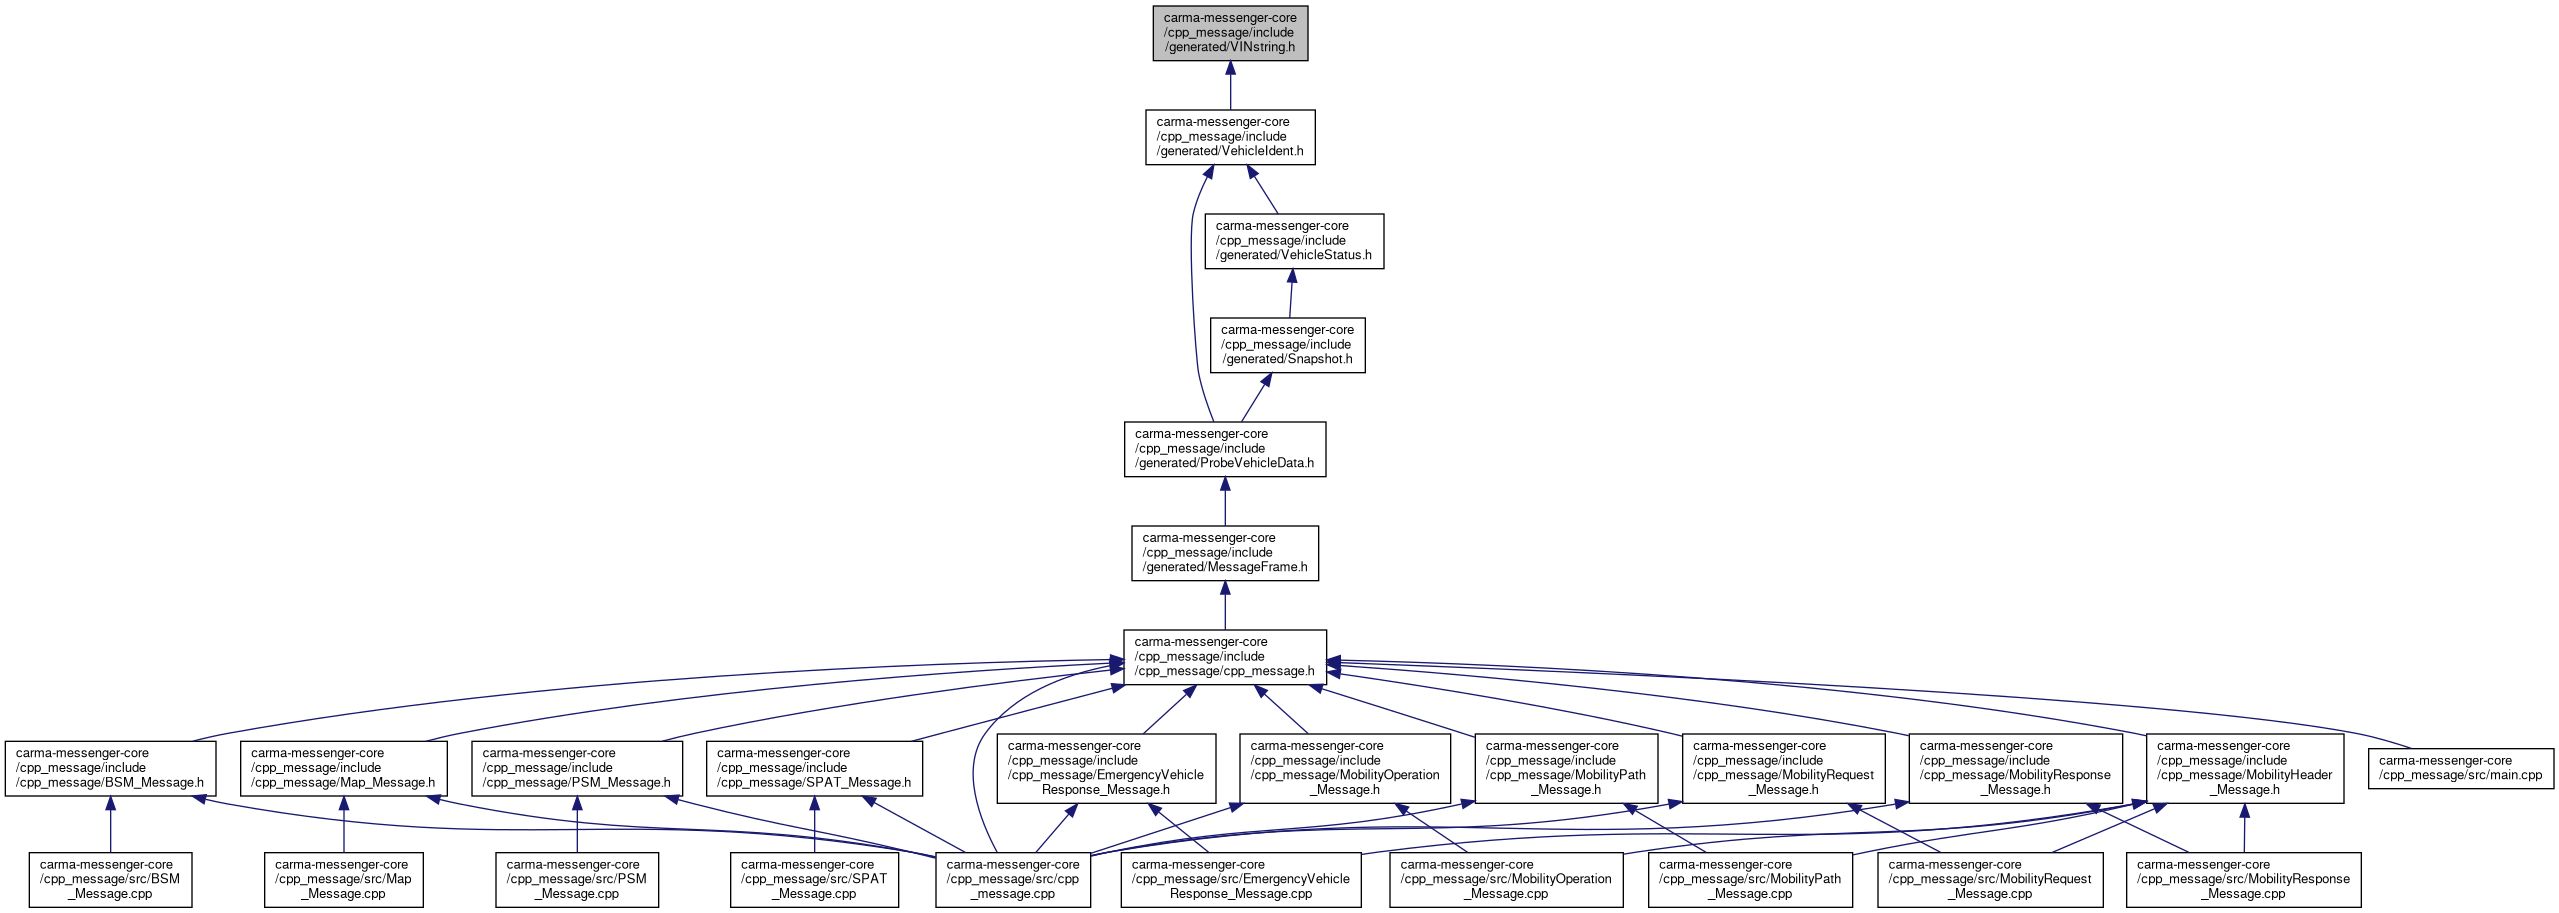 carma-messenger-core
/cpp_message/include
/generated/VINstring.h
carma-messenger-core
/cpp_message/include
/generated/VehicleIdent.h
carma-messenger-core
/cpp_message/include
/generated/VehicleStatus.h
carma-messenger-core
/cpp_message/include
/generated/Snapshot.h
carma-messenger-core
/cpp_message/include
/generated/ProbeVehicleData.h
carma-messenger-core
/cpp_message/include
/generated/MessageFrame.h
carma-messenger-core
/cpp_message/include
/cpp_message/cpp_message.h
carma-messenger-core
/cpp_message/include
/cpp_message/BSM_Message.h
carma-messenger-core
/cpp_message/include
/cpp_message/Map_Message.h
carma-messenger-core
/cpp_message/include
/cpp_message/PSM_Message.h
carma-messenger-core
/cpp_message/include
/cpp_message/SPAT_Message.h
carma-messenger-core
/cpp_message/include
/cpp_message/EmergencyVehicle
Response_Message.h
carma-messenger-core
/cpp_message/include
/cpp_message/MobilityOperation
_Message.h
carma-messenger-core
/cpp_message/include
/cpp_message/MobilityPath
_Message.h
carma-messenger-core
/cpp_message/include
/cpp_message/MobilityRequest
_Message.h
carma-messenger-core
/cpp_message/include
/cpp_message/MobilityResponse
_Message.h
carma-messenger-core
/cpp_message/include
/cpp_message/MobilityHeader
_Message.h
carma-messenger-core
/cpp_message/src/main.cpp
carma-messenger-core
/cpp_message/src/BSM
_Message.cpp
carma-messenger-core
/cpp_message/src/Map
_Message.cpp
carma-messenger-core
/cpp_message/src/PSM
_Message.cpp
carma-messenger-core
/cpp_message/src/SPAT
_Message.cpp
carma-messenger-core
/cpp_message/src/cpp
_message.cpp
carma-messenger-core
/cpp_message/src/EmergencyVehicle
Response_Message.cpp
carma-messenger-core
/cpp_message/src/MobilityOperation
_Message.cpp
carma-messenger-core
/cpp_message/src/MobilityPath
_Message.cpp
carma-messenger-core
/cpp_message/src/MobilityRequest
_Message.cpp
carma-messenger-core
/cpp_message/src/MobilityResponse
_Message.cpp